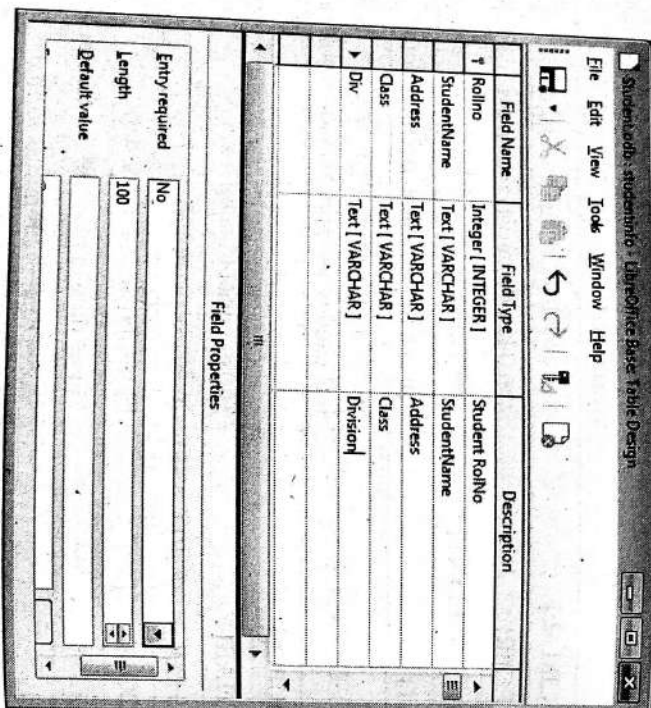 Student.odb : studentinfo - LibreOffice Base: Table Design
File Edit View Tools Window Help
Field Name Field Type Description
Rollno Integer [ INTEGER ] Student RollNo
StudentName Text [ VARCHAR ] StudentName
Address Text [ VARCHAR ] Address
Class Text [ VARCHAR ] Class
Div Text [ VARCHAR ] Division
Field Properties
Entry required No
Length 100
Default value